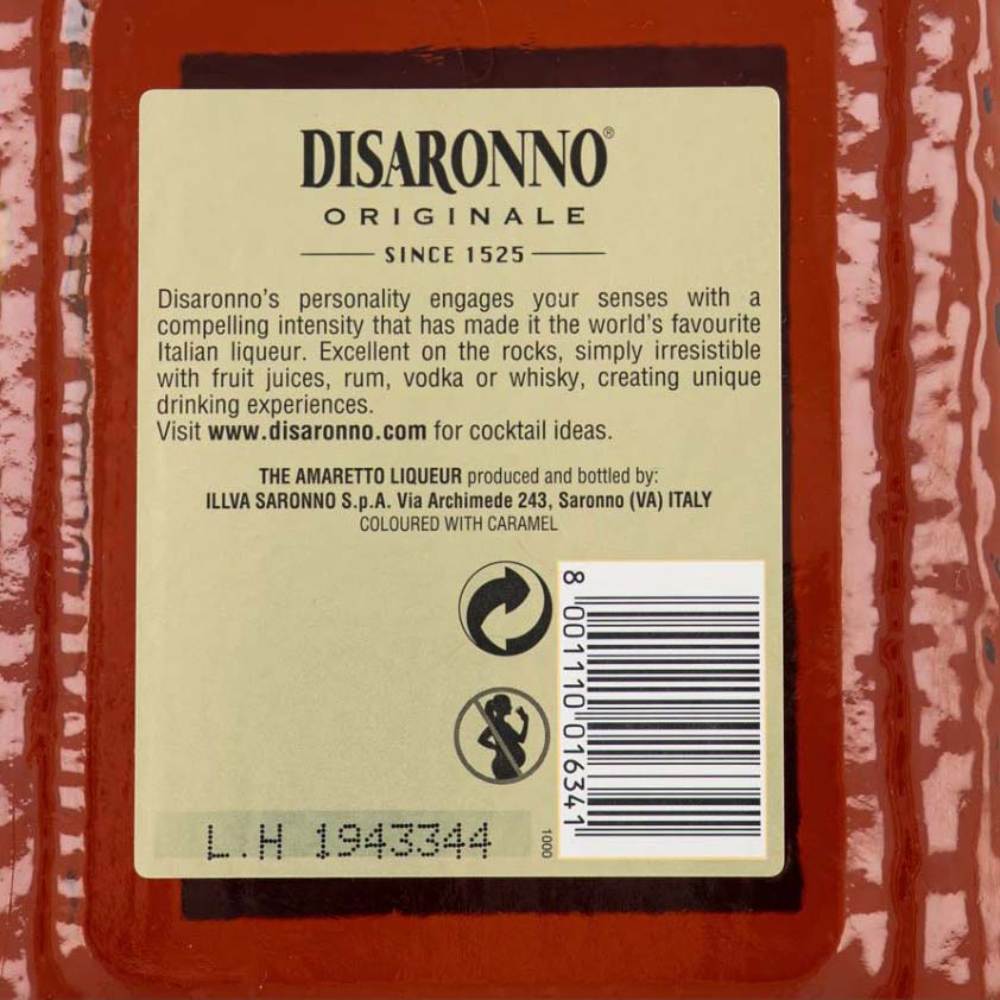 DISARONNO®
ORIGINALE
SINCE 1525
Disaronno's personality engages your senses with a
compelling intensity that has made it the world's favourite
Italian liqueur. Excellent on the rocks, simply irresistible
with fruit juices, rum, vodka or whisky, creating unique
drinking experiences.
Visit www.disaronno.com for cocktail ideas.
THE AMARETTO LIQUEUR produced and bottled by:
ILLVA SARONNO S.p.A. Via Archimede 243, Saronno (VA) ITALY
COLOURED WITH CARAMEL
8 001110 016341
L.H 1943344
1000